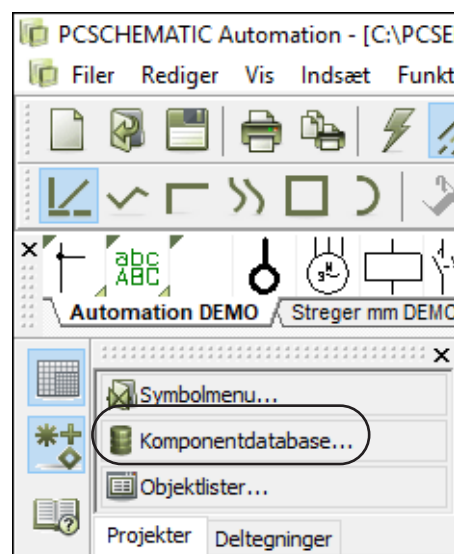 PCSCHEMATIC Automation - [C:\PCSE
Filer Rediger Vis Indsæt Funkt
abc
ABC
Automation DEMO Streger mm DEMO
Symbolmenu...
Komponentdatabase...
Objektlister...
Projekter Deltegninger